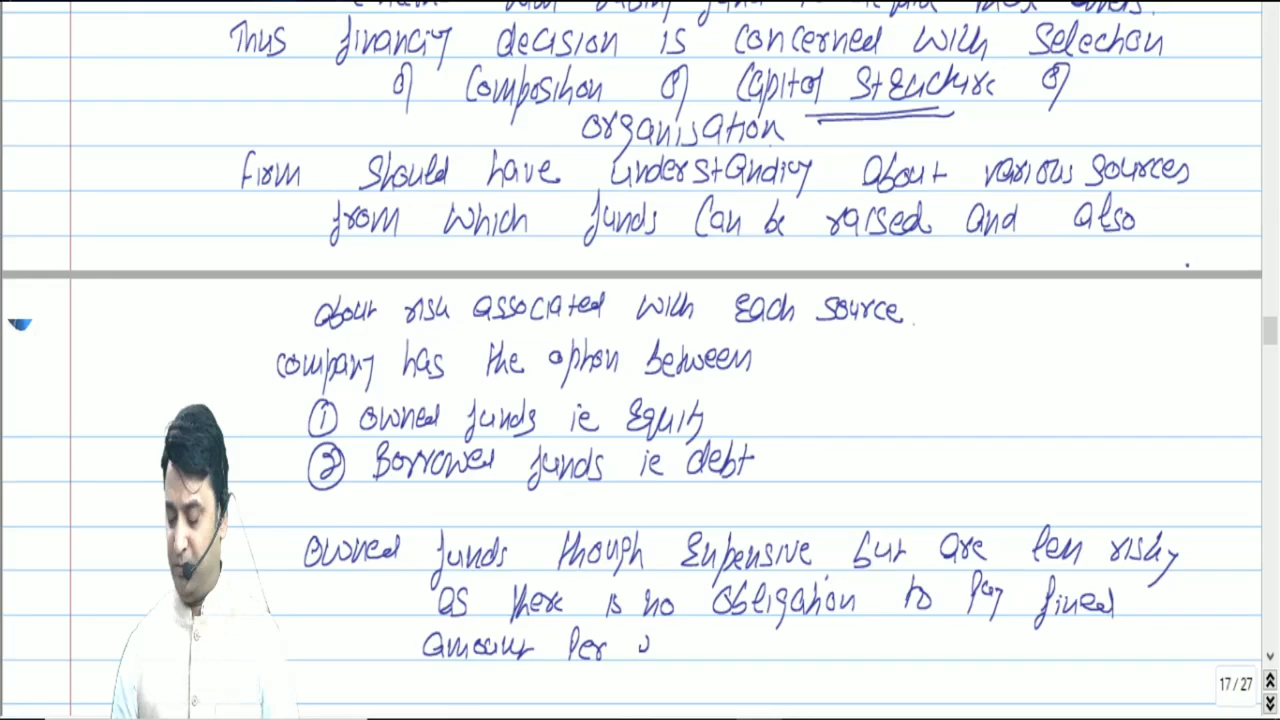 Thus financing decision is concerned with selection
of composition of capital structure of
organisation
firm should have understanding about various sources
from which funds can be raised and also
about risk associated with each source.
company has the option between
① owned funds ie Equity
② Borrowed funds ie debt
owned funds though Expensive but are less risky
as there is no obligation to pay fixed
amount per
17 / 27